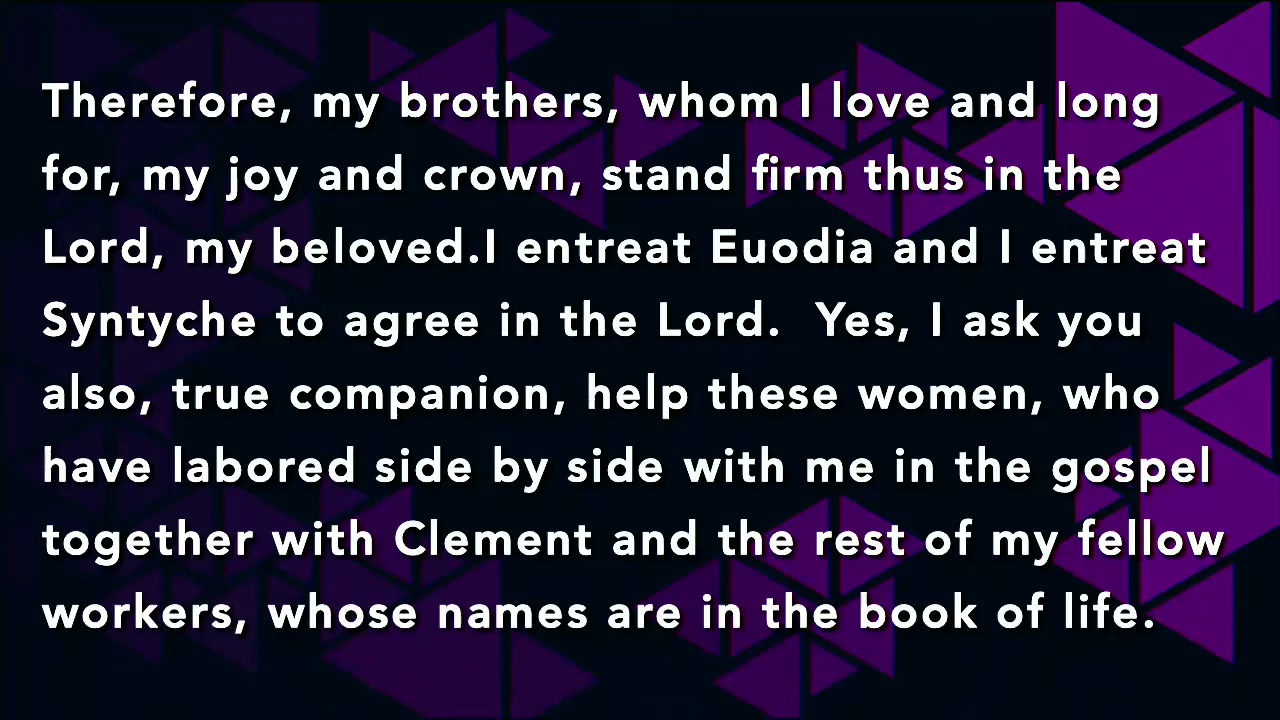 Therefore, my brothers, whom I love and long
for, my joy and crown, stand firm thus in the
Lord, my beloved.I entreat Euodia and I entreat
Syntyche to agree in the Lord.  Yes, I ask you
also, true companion, help these women, who
have labored side by side with me in the gospel
together with Clement and the rest of my fellow
workers, whose names are in the book of life.